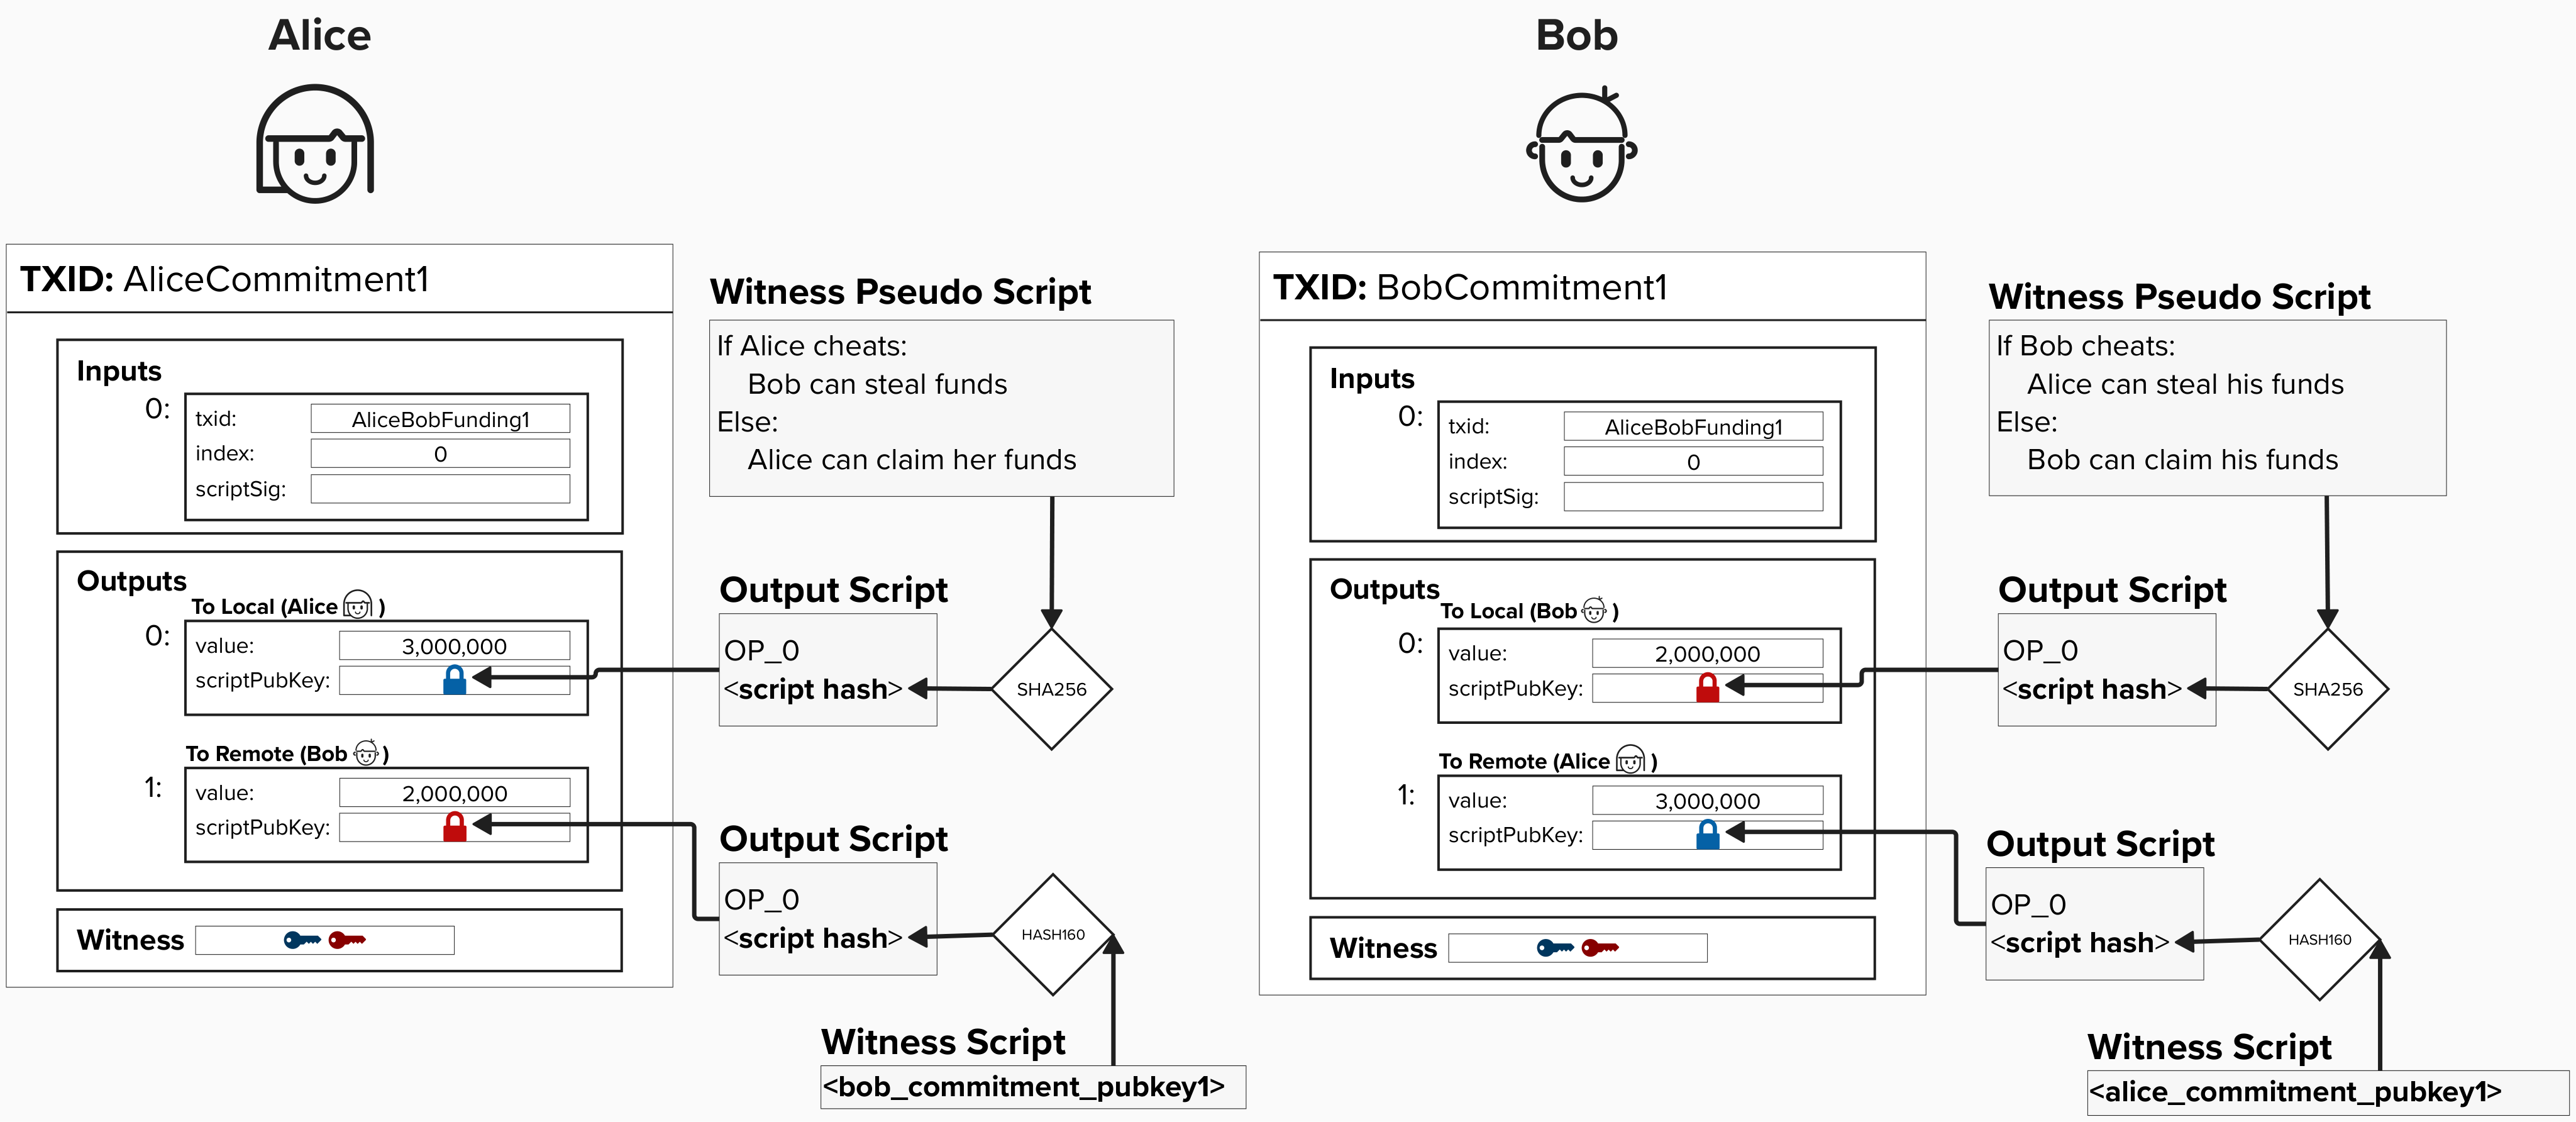 Alice
TXID: AliceCommitment1
Inputs
0:
txid: AliceBobFunding1
index: 0
scriptSig:
Outputs
To Local (Alice )
0:
value: 3,000,000
scriptPubKey:
To Remote (Bob )
1:
value: 2,000,000
scriptPubKey:
Witness
Witness Pseudo Script
If Alice cheats:
Bob can steal funds
Else:
Alice can claim her funds
SHA256
Output Script
OP_0
<script hash>
Output Script
OP_0
<script hash>
HASH160
Witness Script
<bob_commitment_pubkey1>
Bob
TXID: BobCommitment1
Inputs
0:
txid: AliceBobFunding1
index: 0
scriptSig:
Outputs
To Local (Bob )
0:
value: 2,000,000
scriptPubKey:
To Remote (Alice )
1:
value: 3,000,000
scriptPubKey:
Witness
Witness Pseudo Script
If Bob cheats:
Alice can steal his funds
Else:
Bob can claim his funds
SHA256
Output Script
OP_0
<script hash>
Output Script
OP_0
<script hash>
HASH160
Witness Script
<alice_commitment_pubkey1>